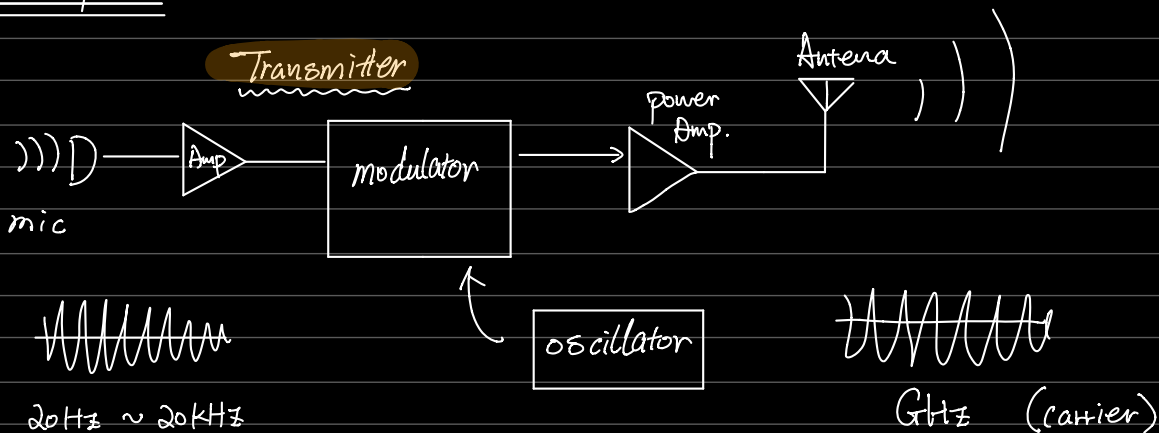 Transmitter
Antena
power
Amp.
Amp
modulator
mic
oscillator
20Hz ~ 20kHz
GHz (carrier)